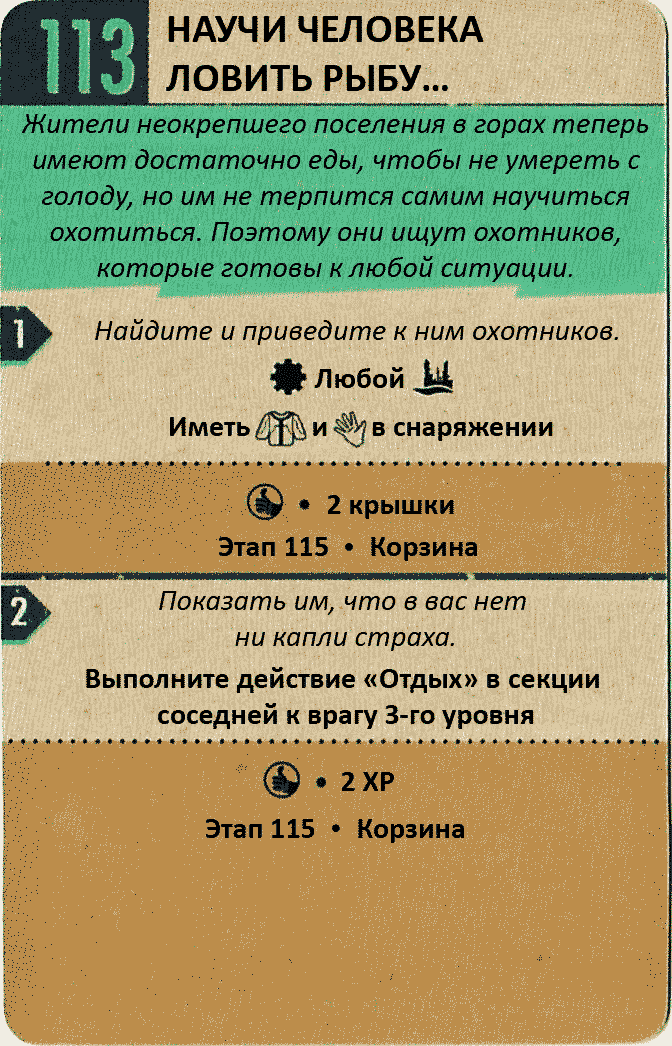 113
НАУЧИ ЧЕЛОВЕКА
ЛОВИТЬ РЫБУ...
Жители неокрепшего поселения в горах теперь
имеют достаточно еды, чтобы не умереть с
голоду, но им не терпится самим научиться
охотиться. Поэтому они ищут охотников,
которые готовы к любой ситуации.
1
Найдите и приведите к ним охотников.
Любой
Иметь и в снаряжении
• 2 крышки
Этап 115 • Корзина
2
Показать им, что в вас нет
ни капли страха.
Выполните действие «Отдых» в секции
соседней к врагу 3-го уровня
• 2 XP
Этап 115 • Корзина